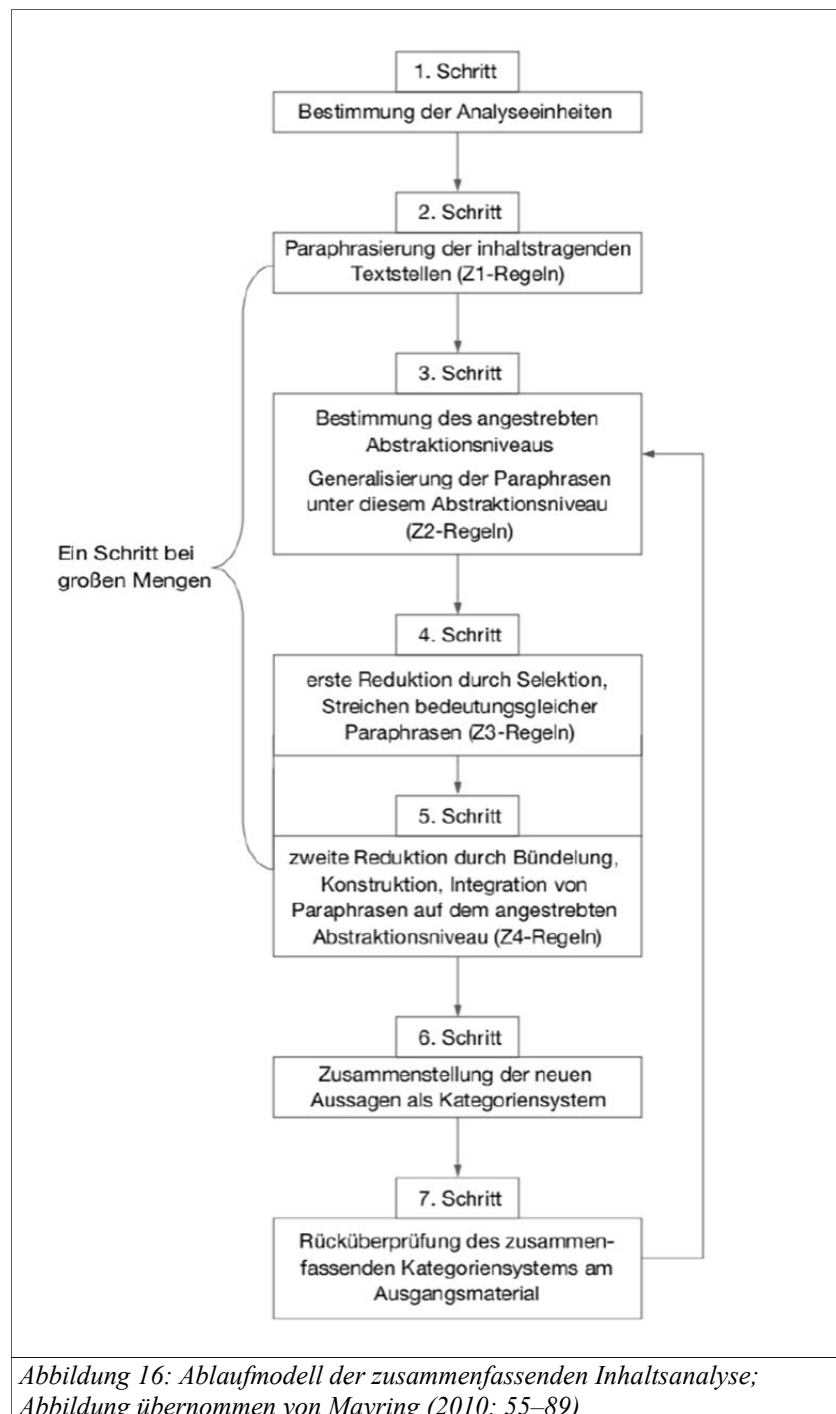 1. Schritt
Bestimmung der Analyseeinheiten
2. Schritt
Paraphrasierung der inhaltstragenden
Textstellen (Z1-Regeln)
3. Schritt
Bestimmung des angestrebten
Abstraktionsniveaus
Generalisierung der Paraphrasen
unter diesem Abstraktionsniveau
(Z2-Regeln)
Ein Schritt bei
großen Mengen
4. Schritt
erste Reduktion durch Selektion,
Streichen bedeutungsgleicher
Paraphrasen (Z3-Regeln)
5. Schritt
zweite Reduktion durch Bündelung,
Konstruktion, Integration von
Paraphrasen auf dem angestrebten
Abstraktionsniveau (Z4-Regeln)
6. Schritt
Zusammenstellung der neuen
Aussagen als Kategoriensystem
7. Schritt
Rücküberprüfung des zusammen-
fassenden Kategoriensystems am
Ausgangsmaterial
Abbildung 16: Ablaufmodell der zusammenfassenden Inhaltsanalyse;
Abbildung übernommen von Mayring (2010: 55–89)